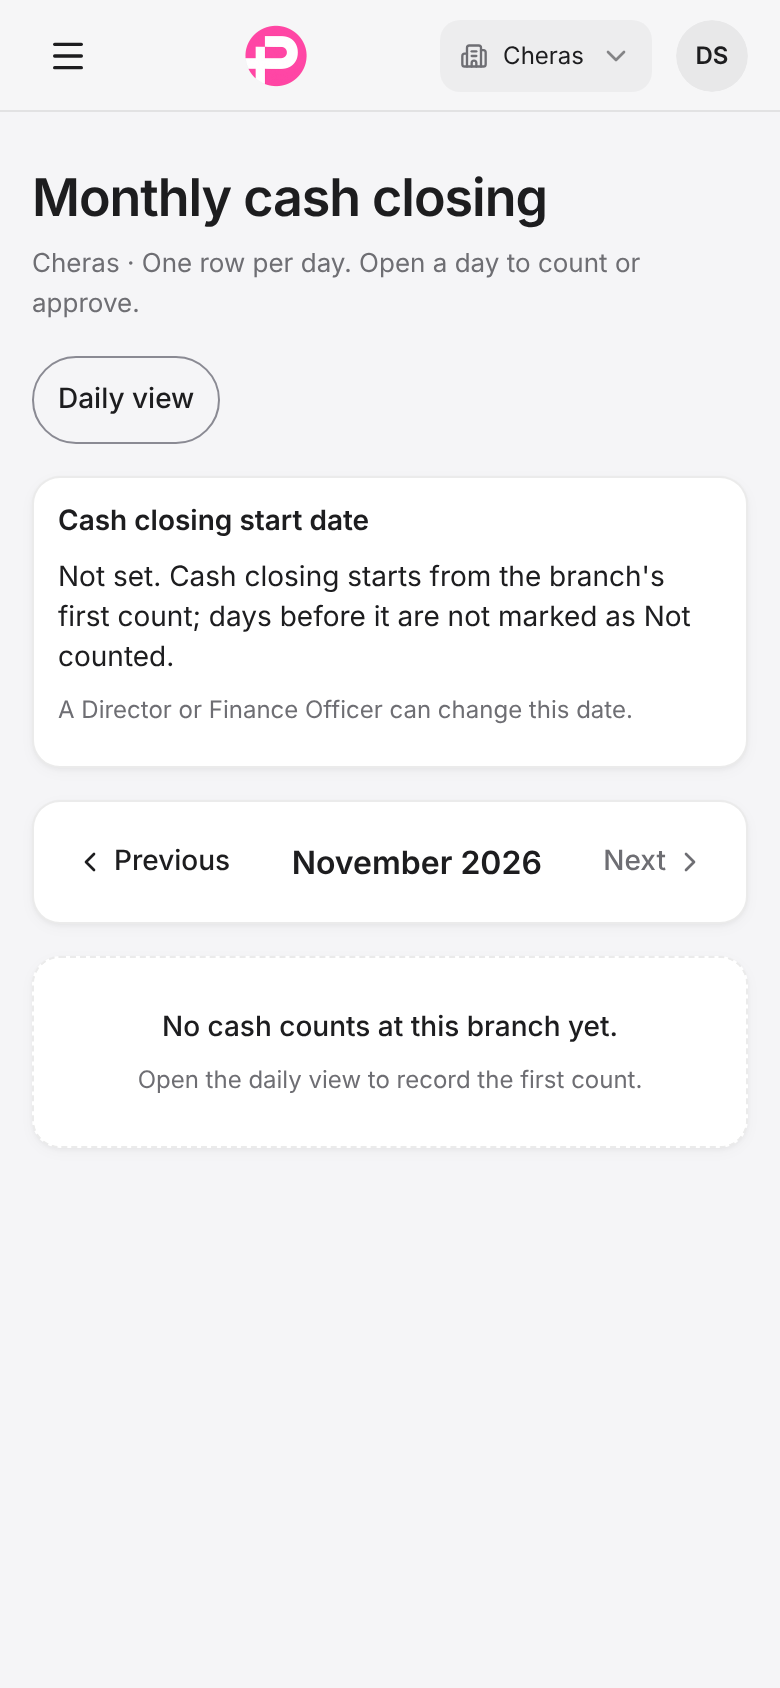 Cheras
DS
Monthly cash closing
Cheras · One row per day. Open a day to count or
approve.
Daily view
Cash closing start date
Not set. Cash closing starts from the branch's
first count; days before it are not marked as Not
counted.
A Director or Finance Officer can change this date.
Previous
November 2026
Next
No cash counts at this branch yet.
Open the daily view to record the first count.